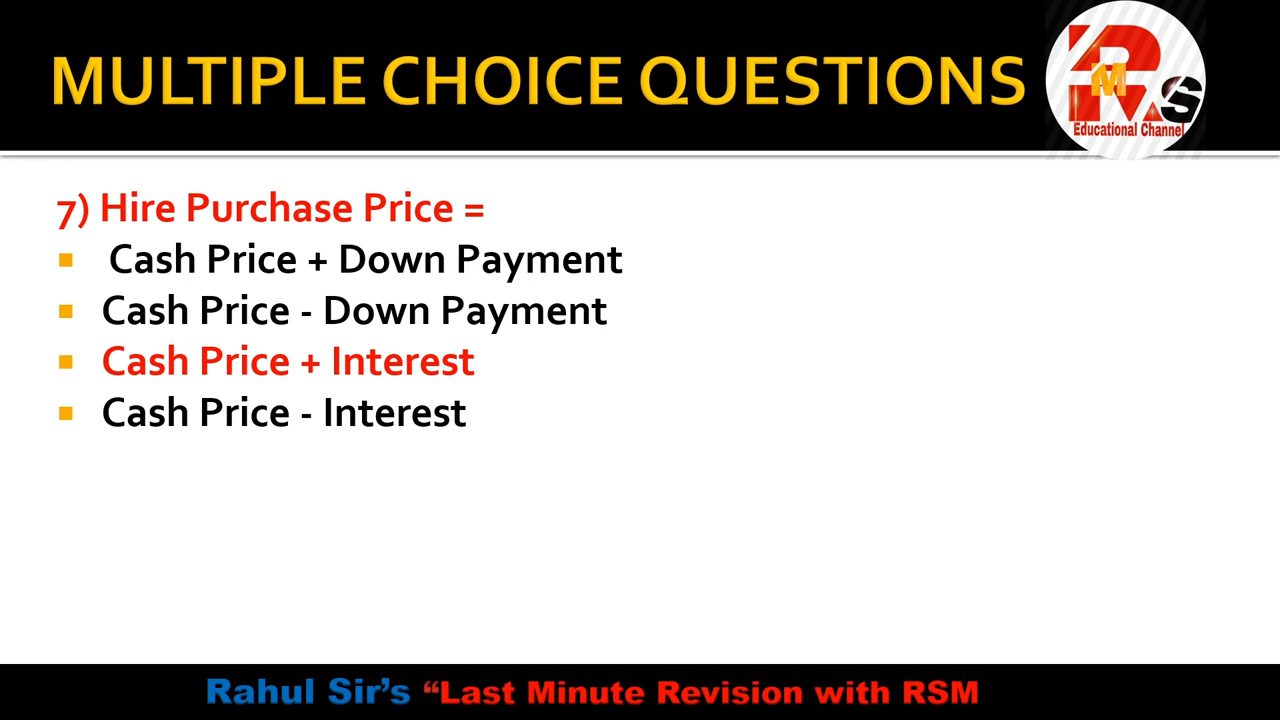 MULTIPLE CHOICE QUESTIONS
RMS
Educational Channel
7) Hire Purchase Price =
Cash Price + Down Payment
Cash Price - Down Payment
Cash Price + Interest
Cash Price - Interest
Rahul Sir's “Last Minute Revision with RSM